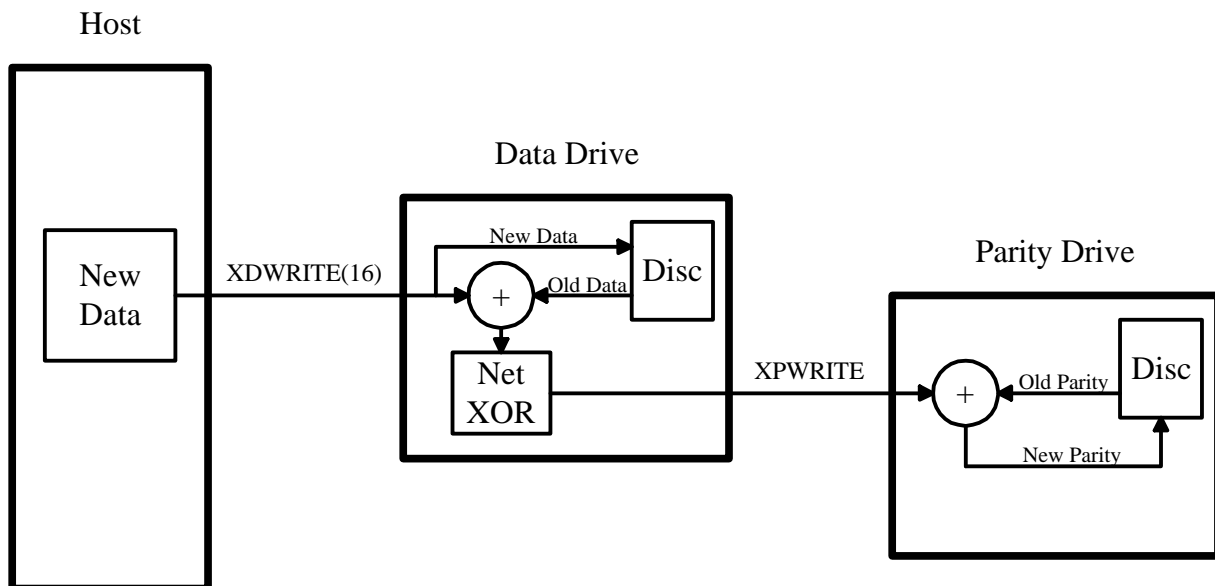 Host
Data Drive
New Data
New
Data
XDWRITE(16)
+
Old Data
Disc
Net
XOR
XPWRITE
Parity Drive
+
Old Parity
Disc
New Parity